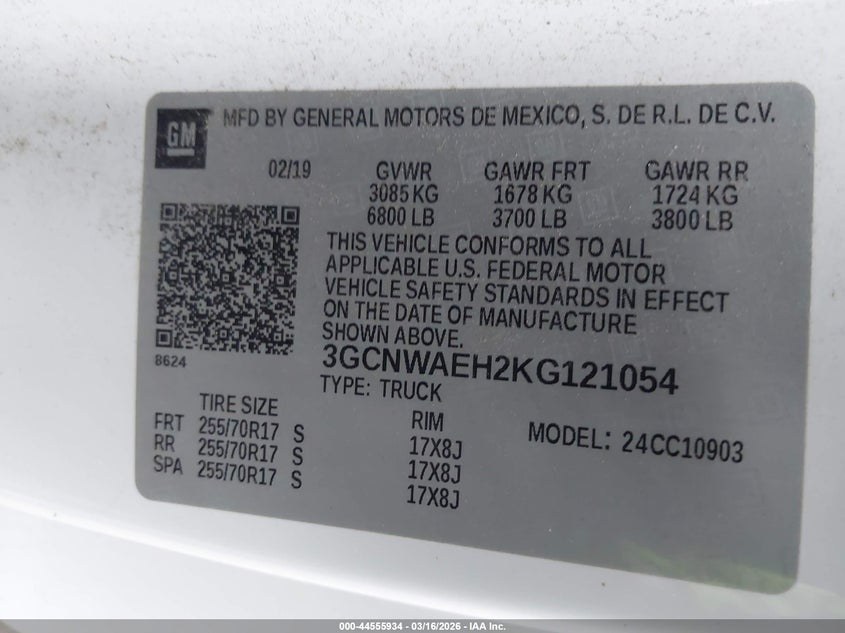 GM
MFD BY GENERAL MOTORS DE MEXICO, S. DE R.L. DE C.V.
02/19 GVWR GAWR FRT GAWR RR
3085 KG 1678 KG 1724 KG
6800 LB 3700 LB 3800 LB
THIS VEHICLE CONFORMS TO ALL
APPLICABLE U.S. FEDERAL MOTOR
VEHICLE SAFETY STANDARDS IN EFFECT
ON THE DATE OF MANUFACTURE
SHOWN ABOVE.
8624
3GCNWAEH2KG121054
TYPE: TRUCK
TIRE SIZE RIM MODEL: 24CC10903
FRT 255/70R17 S 17X8J
RR 255/70R17 S 17X8J
SPA 255/70R17 S 17X8J
000-44555934 - 03/16/2026 - IAA Inc.